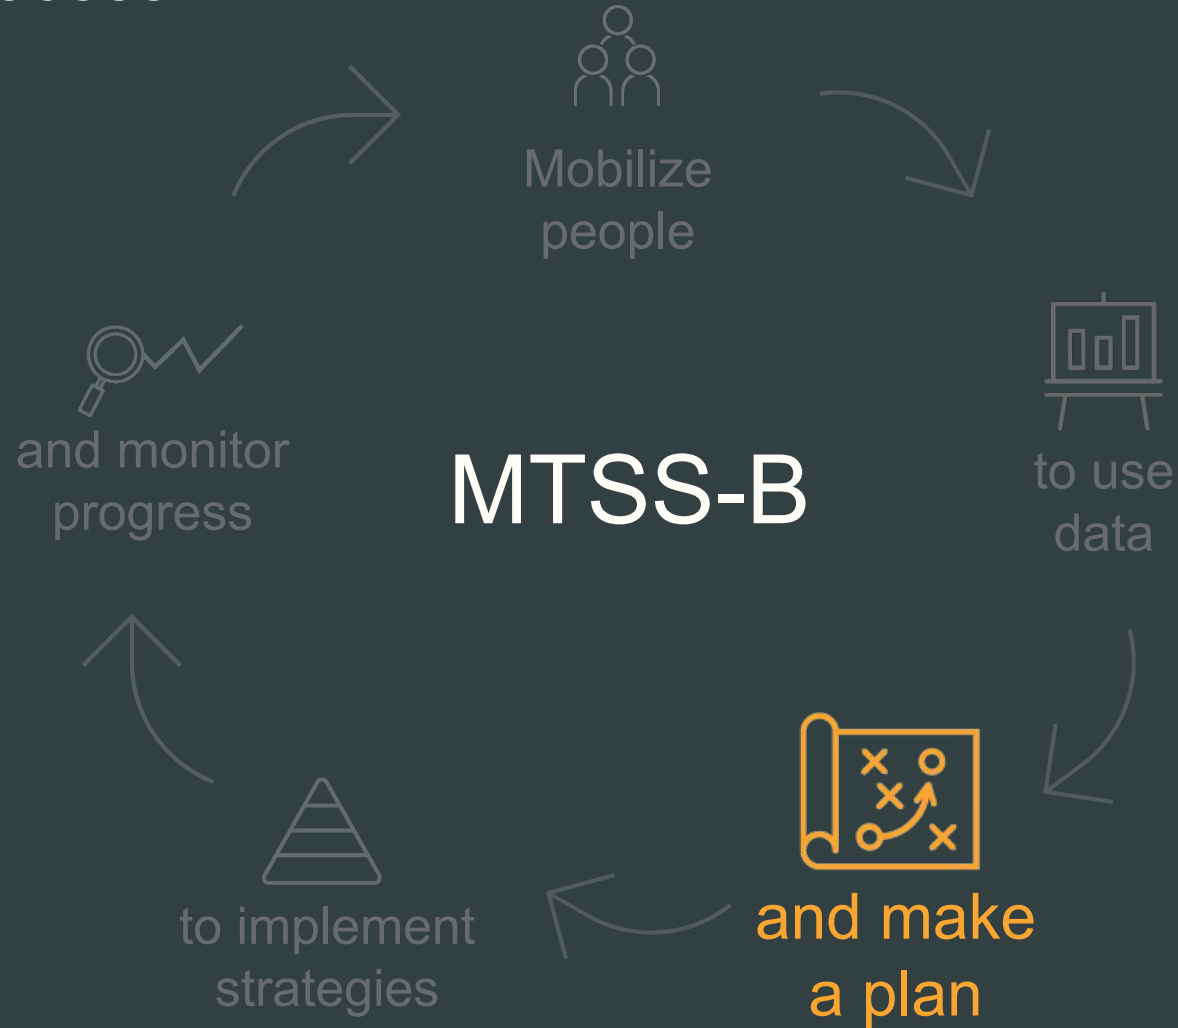 Mobilize
people
to use
data
and make
a plan
to implement
strategies
and monitor
progress
MTSS-B